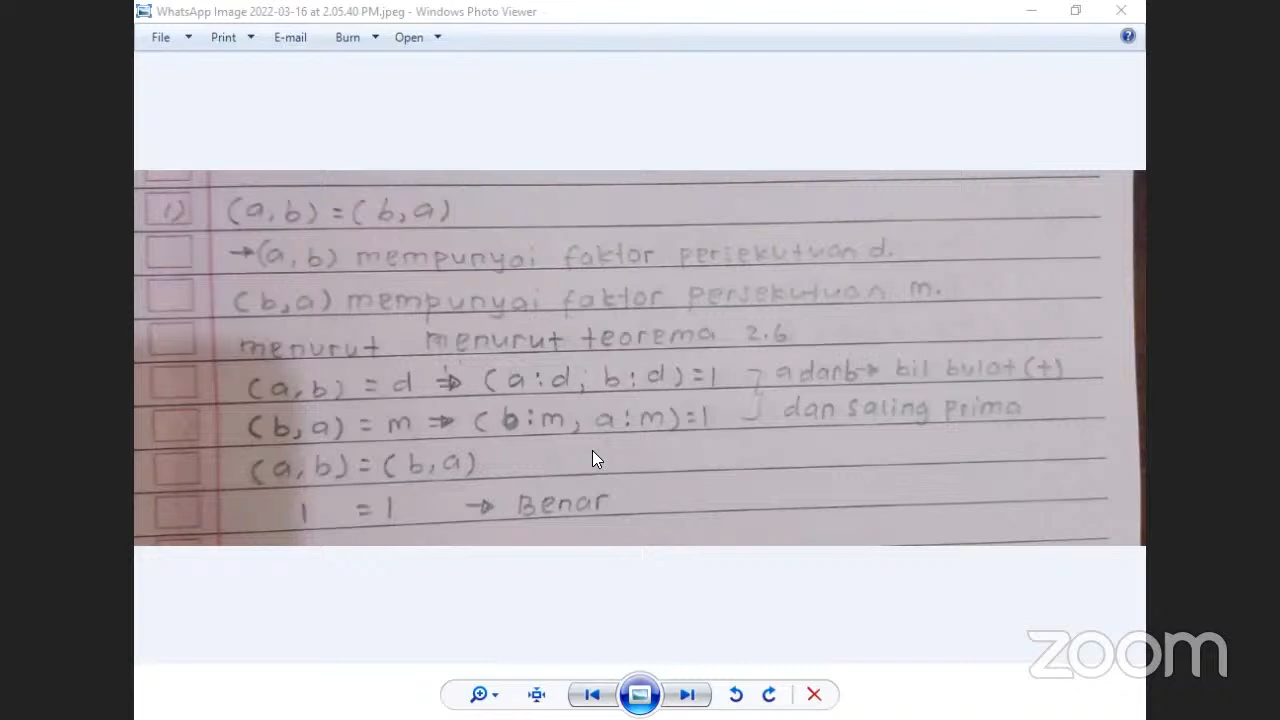 WhatsApp Image 2022-03-16 at 2.05.40 PM.jpeg - Windows Photo Viewer
File Print E-mail Burn Open
1) (a,b) = (b,a)
→(a,b) mempunyai faktor persekutuan d.
(b,a) mempunyai faktor persekutuan m.
menurut menurut teorema 2.6
(a,b) = d ⇒ (a:d; b:d)=1 } a dan b → bil bulat (+)
(b,a) = m ⇒ (b:m, a:m)=1 } dan saling prima
(a,b) = (b,a)
1 = 1 → Benar
zoom